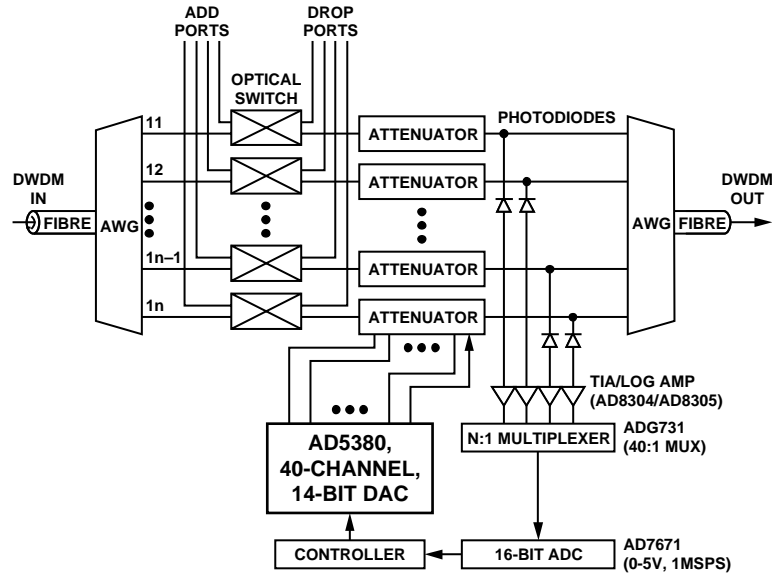 ADD
PORTS
DROP
PORTS
OPTICAL
SWITCH
PHOTODIODES
11
ATTENUATOR
12
ATTENUATOR
DWDM
IN
FIBRE
AWG
DWDM
OUT
AWG
FIBRE
1n–1
ATTENUATOR
1n
ATTENUATOR
TIA/LOG AMP
(AD8304/AD8305)
AD5380,
40-CHANNEL,
14-BIT DAC
N:1 MULTIPLEXER
ADG731
(40:1 MUX)
CONTROLLER
16-BIT ADC
AD7671
(0-5V, 1MSPS)